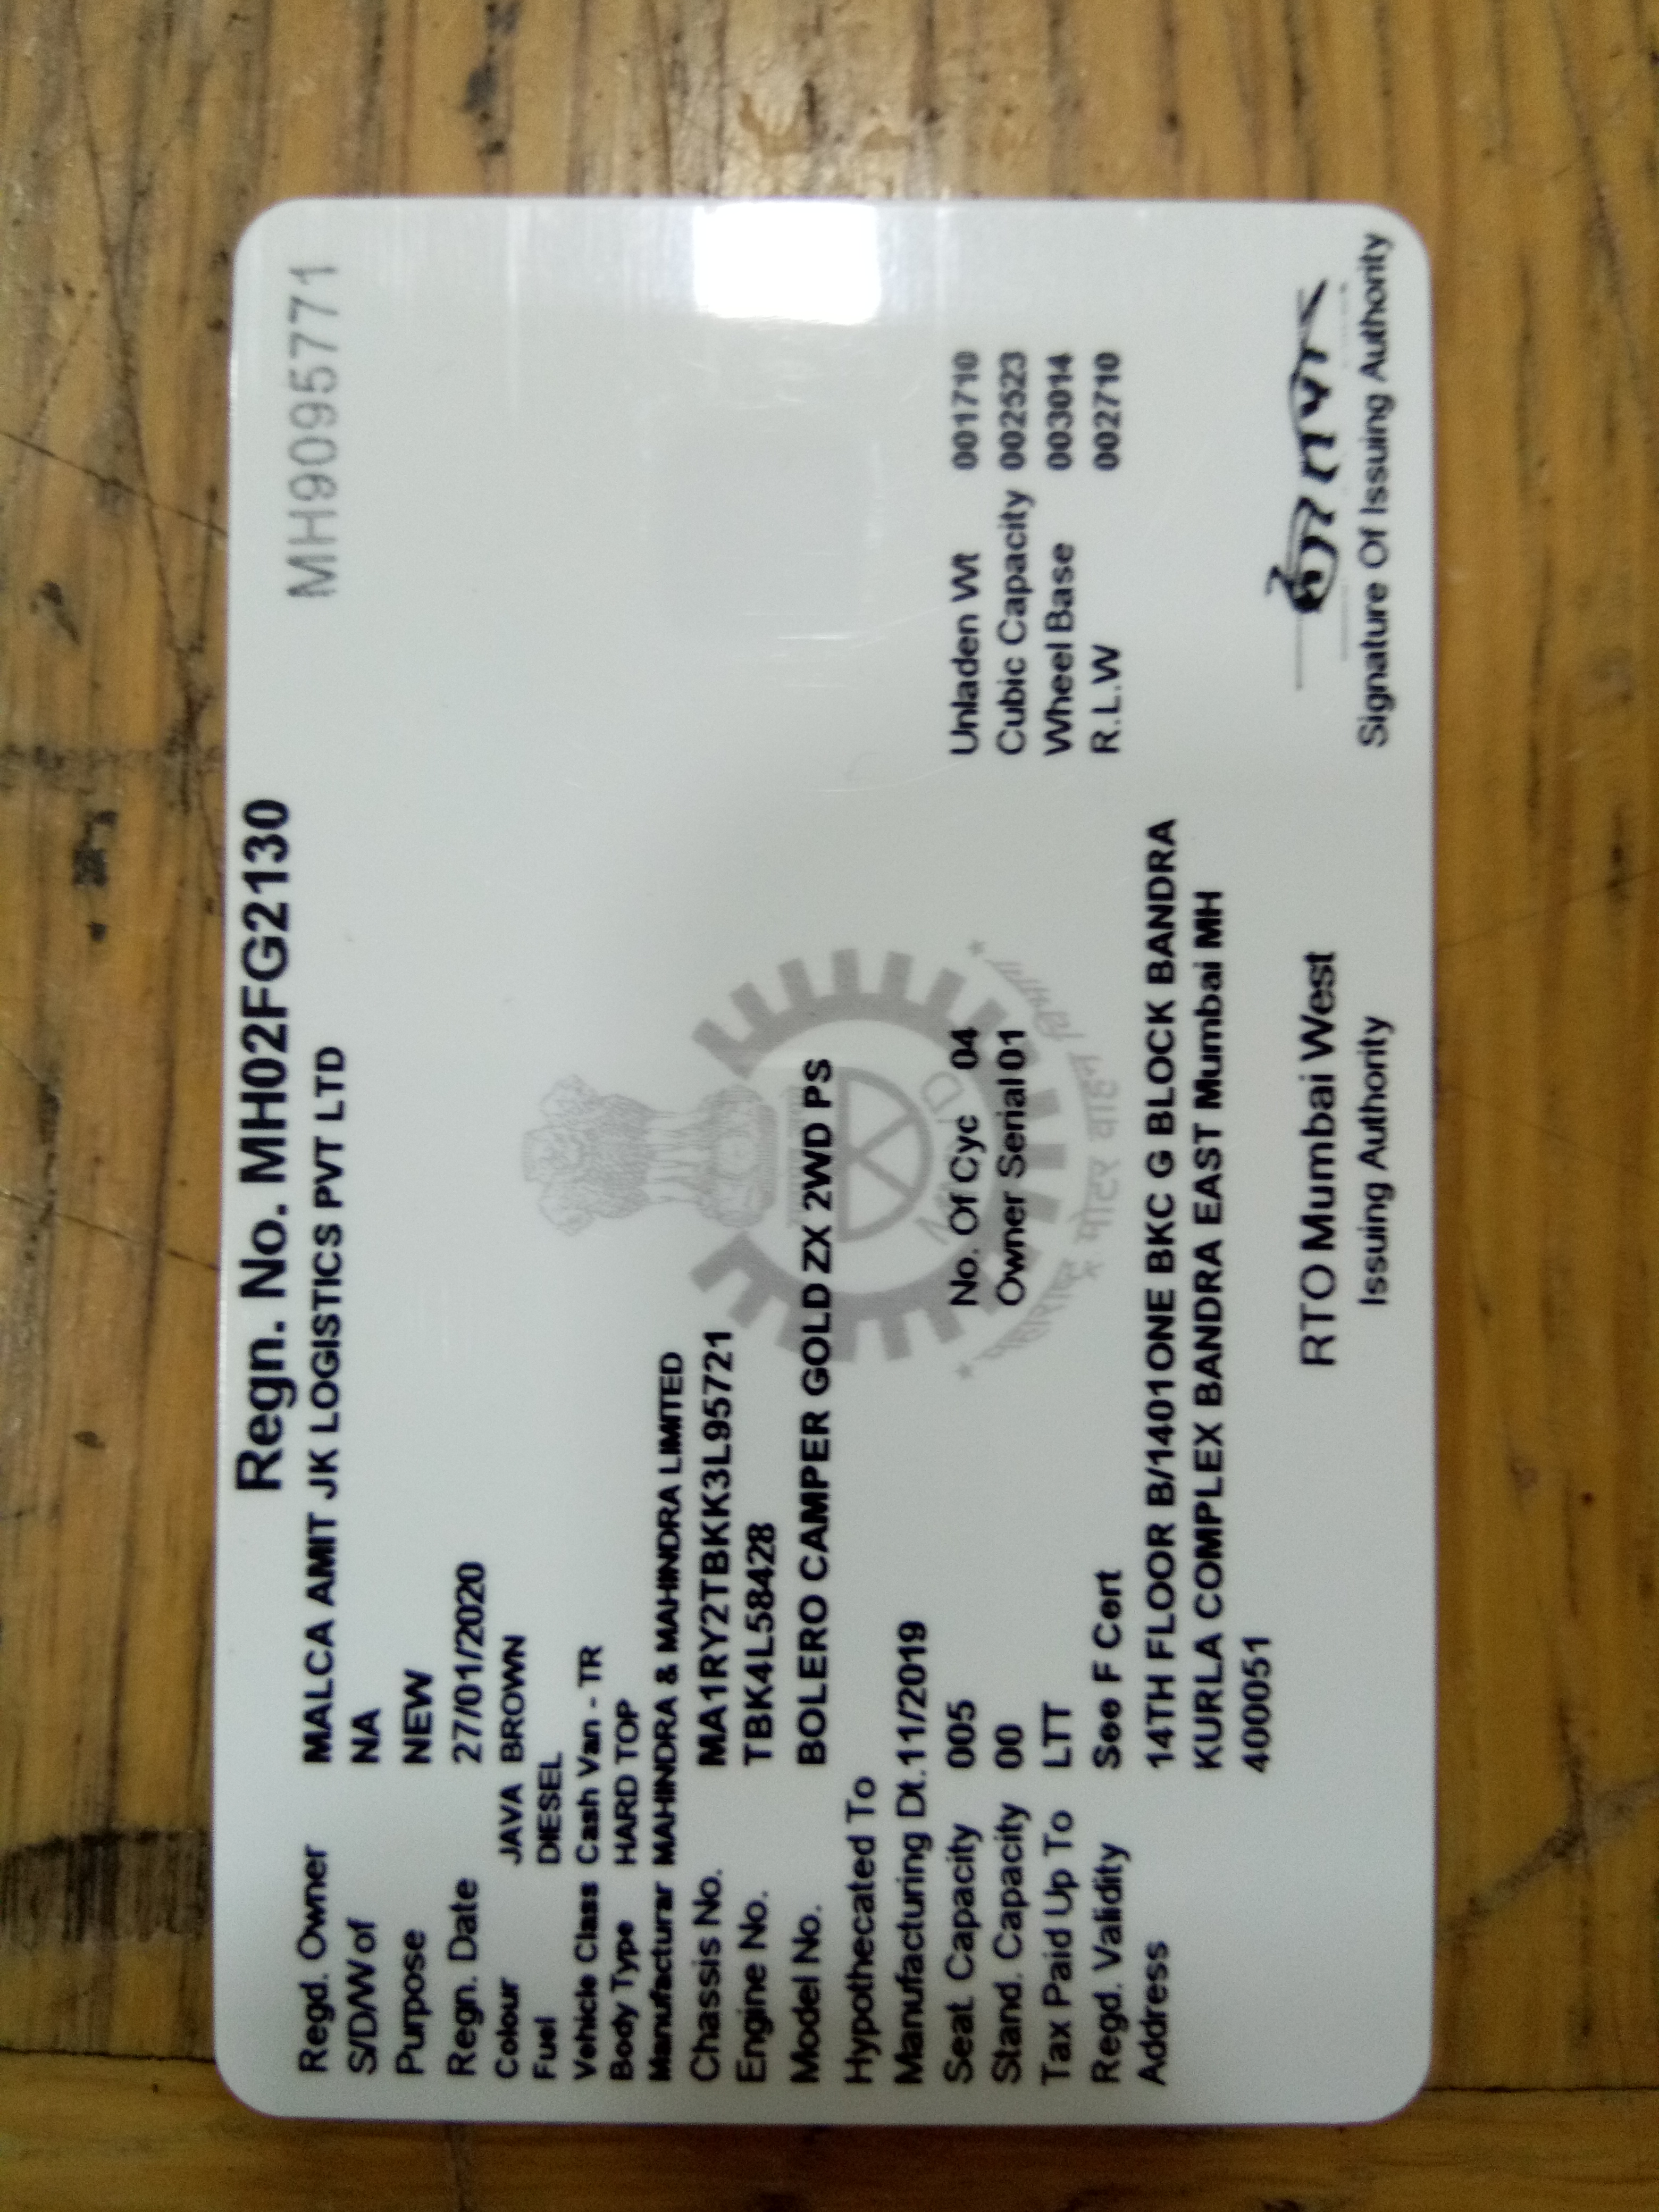 Regn. No. MH02FG2130
MH9095771
Regd. Owner MALCA AMIT JK LOGISTICS PVT LTD
S/D/W of NA
Purpose NEW
Regn. Date 27/01/2020
Colour JAVA BROWN
Fuel DIESEL
Vehicle Class Cash Van - TR
Body Type HARD TOP
Manufacturar MAHINDRA & MAHINDRA LIMITED
Chassis No. MA1RY2TBKK3L95721
Engine No. TBK4L58428
Model No. BOLERO CAMPER GOLD ZX 2WD PS
Hypothecated To
Manufacturing Dt. 11/2019
Seat. Capacity 005 No. Of Cyc 04 Unladen Wt 001710
Stand. Capacity 00 Owner Serial 01 Cubic Capacity 002523
Tax Paid Up To LTT Wheel Base 003014
Regd. Validity See F Cert R.L.W 002710
Address 14TH FLOOR B/1401 ONE BKC G BLOCK BANDRA
KURLA COMPLEX BANDRA EAST Mumbai MH
400051
RTO Mumbai West
Issuing Authority Signature Of Issuing Authority
महाराष्ट्र मोटार वाहन विभाग